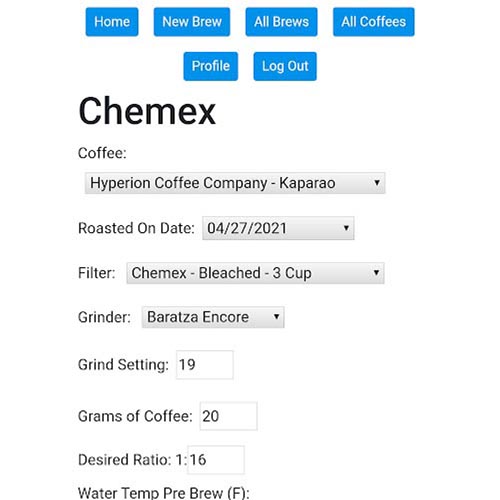 Home New Brew All Brews All Coffees
Profile Log Out
Chemex
Coffee:
Hyperion Coffee Company - Kaparao
Roasted On Date: 04/27/2021
Filter: Chemex - Bleached - 3 Cup
Grinder: Baratza Encore
Grind Setting: 19
Grams of Coffee: 20
Desired Ratio: 1:16
Water Temp Pre Brew (F):